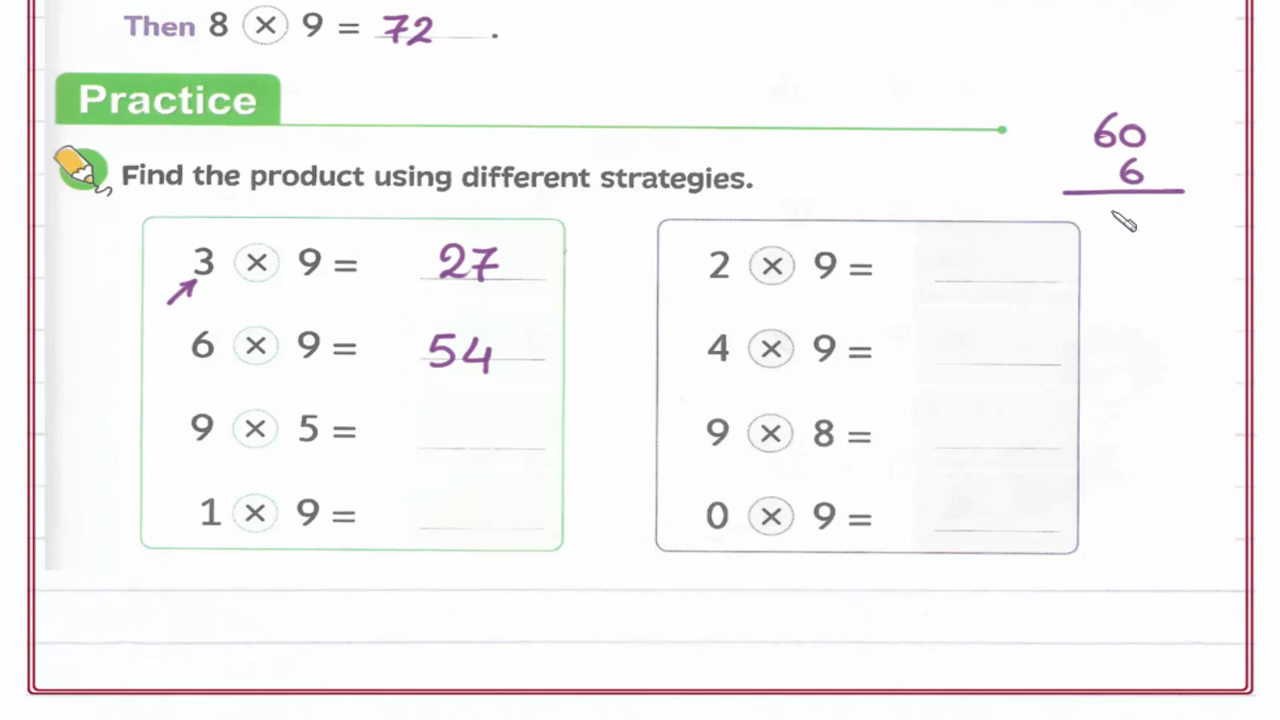 Then 8 × 9 = 72 .
Practice
60
6
Find the product using different strategies.
3 × 9 = 27
6 × 9 = 54
9 × 5 =
1 × 9 =
2 × 9 =
4 × 9 =
9 × 8 =
0 × 9 =